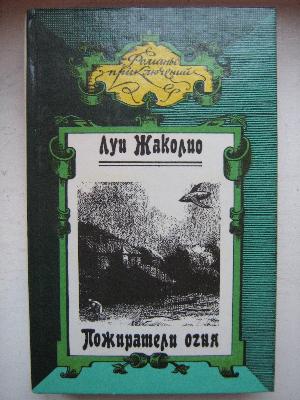 Романы
приключений
Луи Жаколио
Пожиратели огня